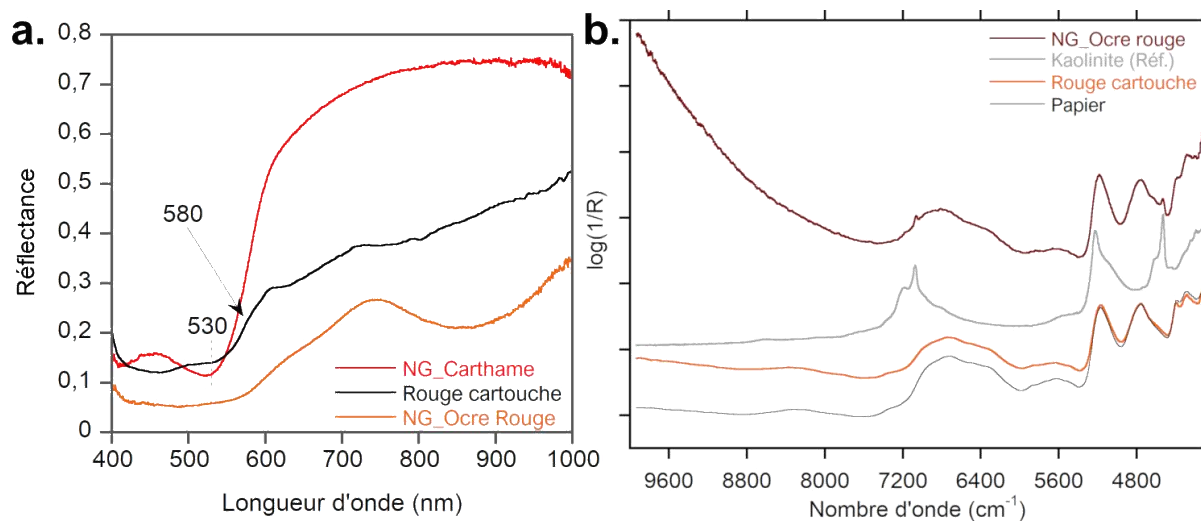 a.
0,8
0,7
0,6
0,5
0,4
0,3
0,2
0,1
0
Réflectance
580
530
NG_Carthame
Rouge cartouche
NG_Ocre Rouge
400 500 600 700 800 900 1000
Longueur d'onde (nm)
b.
NG_Ocre rouge
Kaolinite (Réf.)
Rouge cartouche
Papier
log(1/R)
9600 8800 8000 7200 6400 5600 4800
Nombre d'onde (cm⁻¹)